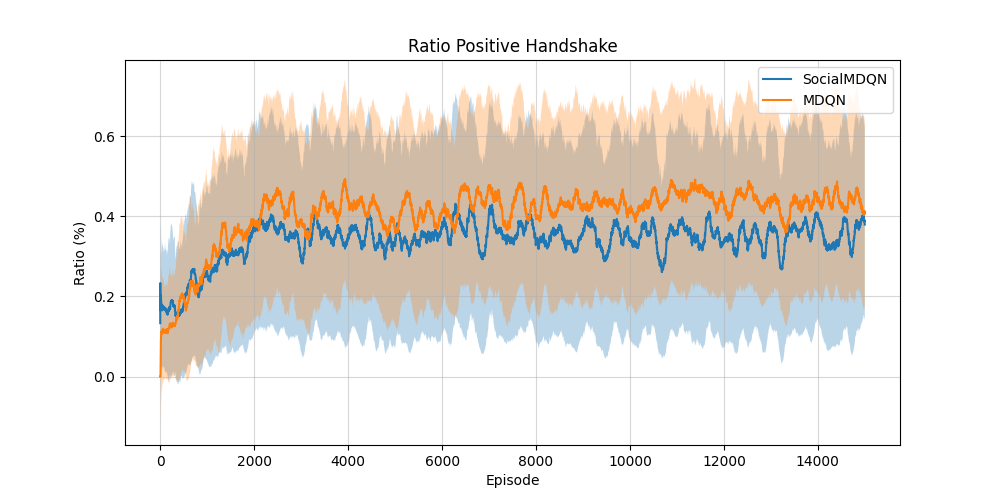 Ratio Positive Handshake
SocialMDQN
MDQN
Ratio (%)
0.6
0.4
0.2
0.0
0 2000 4000 6000 8000 10000 12000 14000
Episode